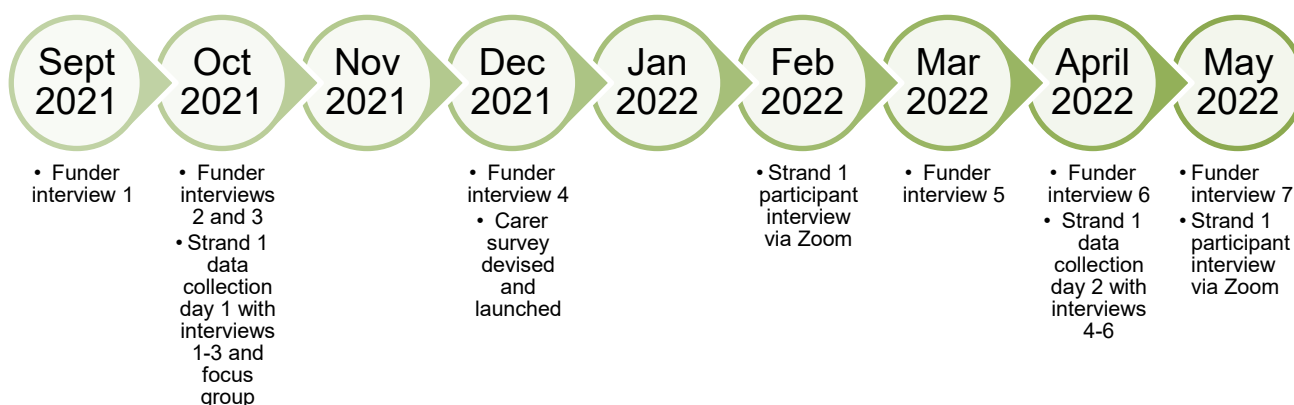 Sept
2021
Oct
2021
Nov
2021
Dec
2021
Jan
2022
Feb
2022
Mar
2022
April
2022
May
2022
• Funder
interview 1
• Funder
interviews
2 and 3
• Strand 1
data
collection
day 1 with
interviews
1-3 and
focus
group
• Funder
interview 4
• Carer
survey
devised
and
launched
• Strand 1
participant
interview
via Zoom
• Funder
interview 5
• Funder
interview 6
• Strand 1
data
collection
day 2 with
interviews
4-6
• Funder
interview 7
• Strand 1
participant
interview
via Zoom